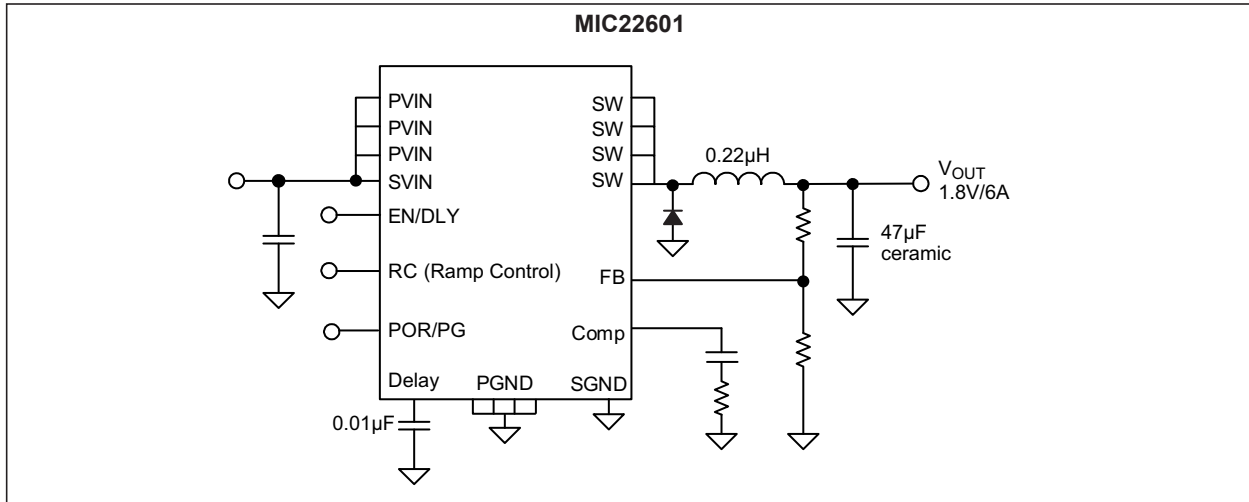 MIC22601
PVIN
PVIN
PVIN
SVIN
EN/DLY
RC (Ramp Control)
POR/PG
Delay
PGND
SGND
SW
SW
SW
SW
FB
Comp
0.01µF
0.22µH
V_OUT
1.8V/6A
47µF
ceramic